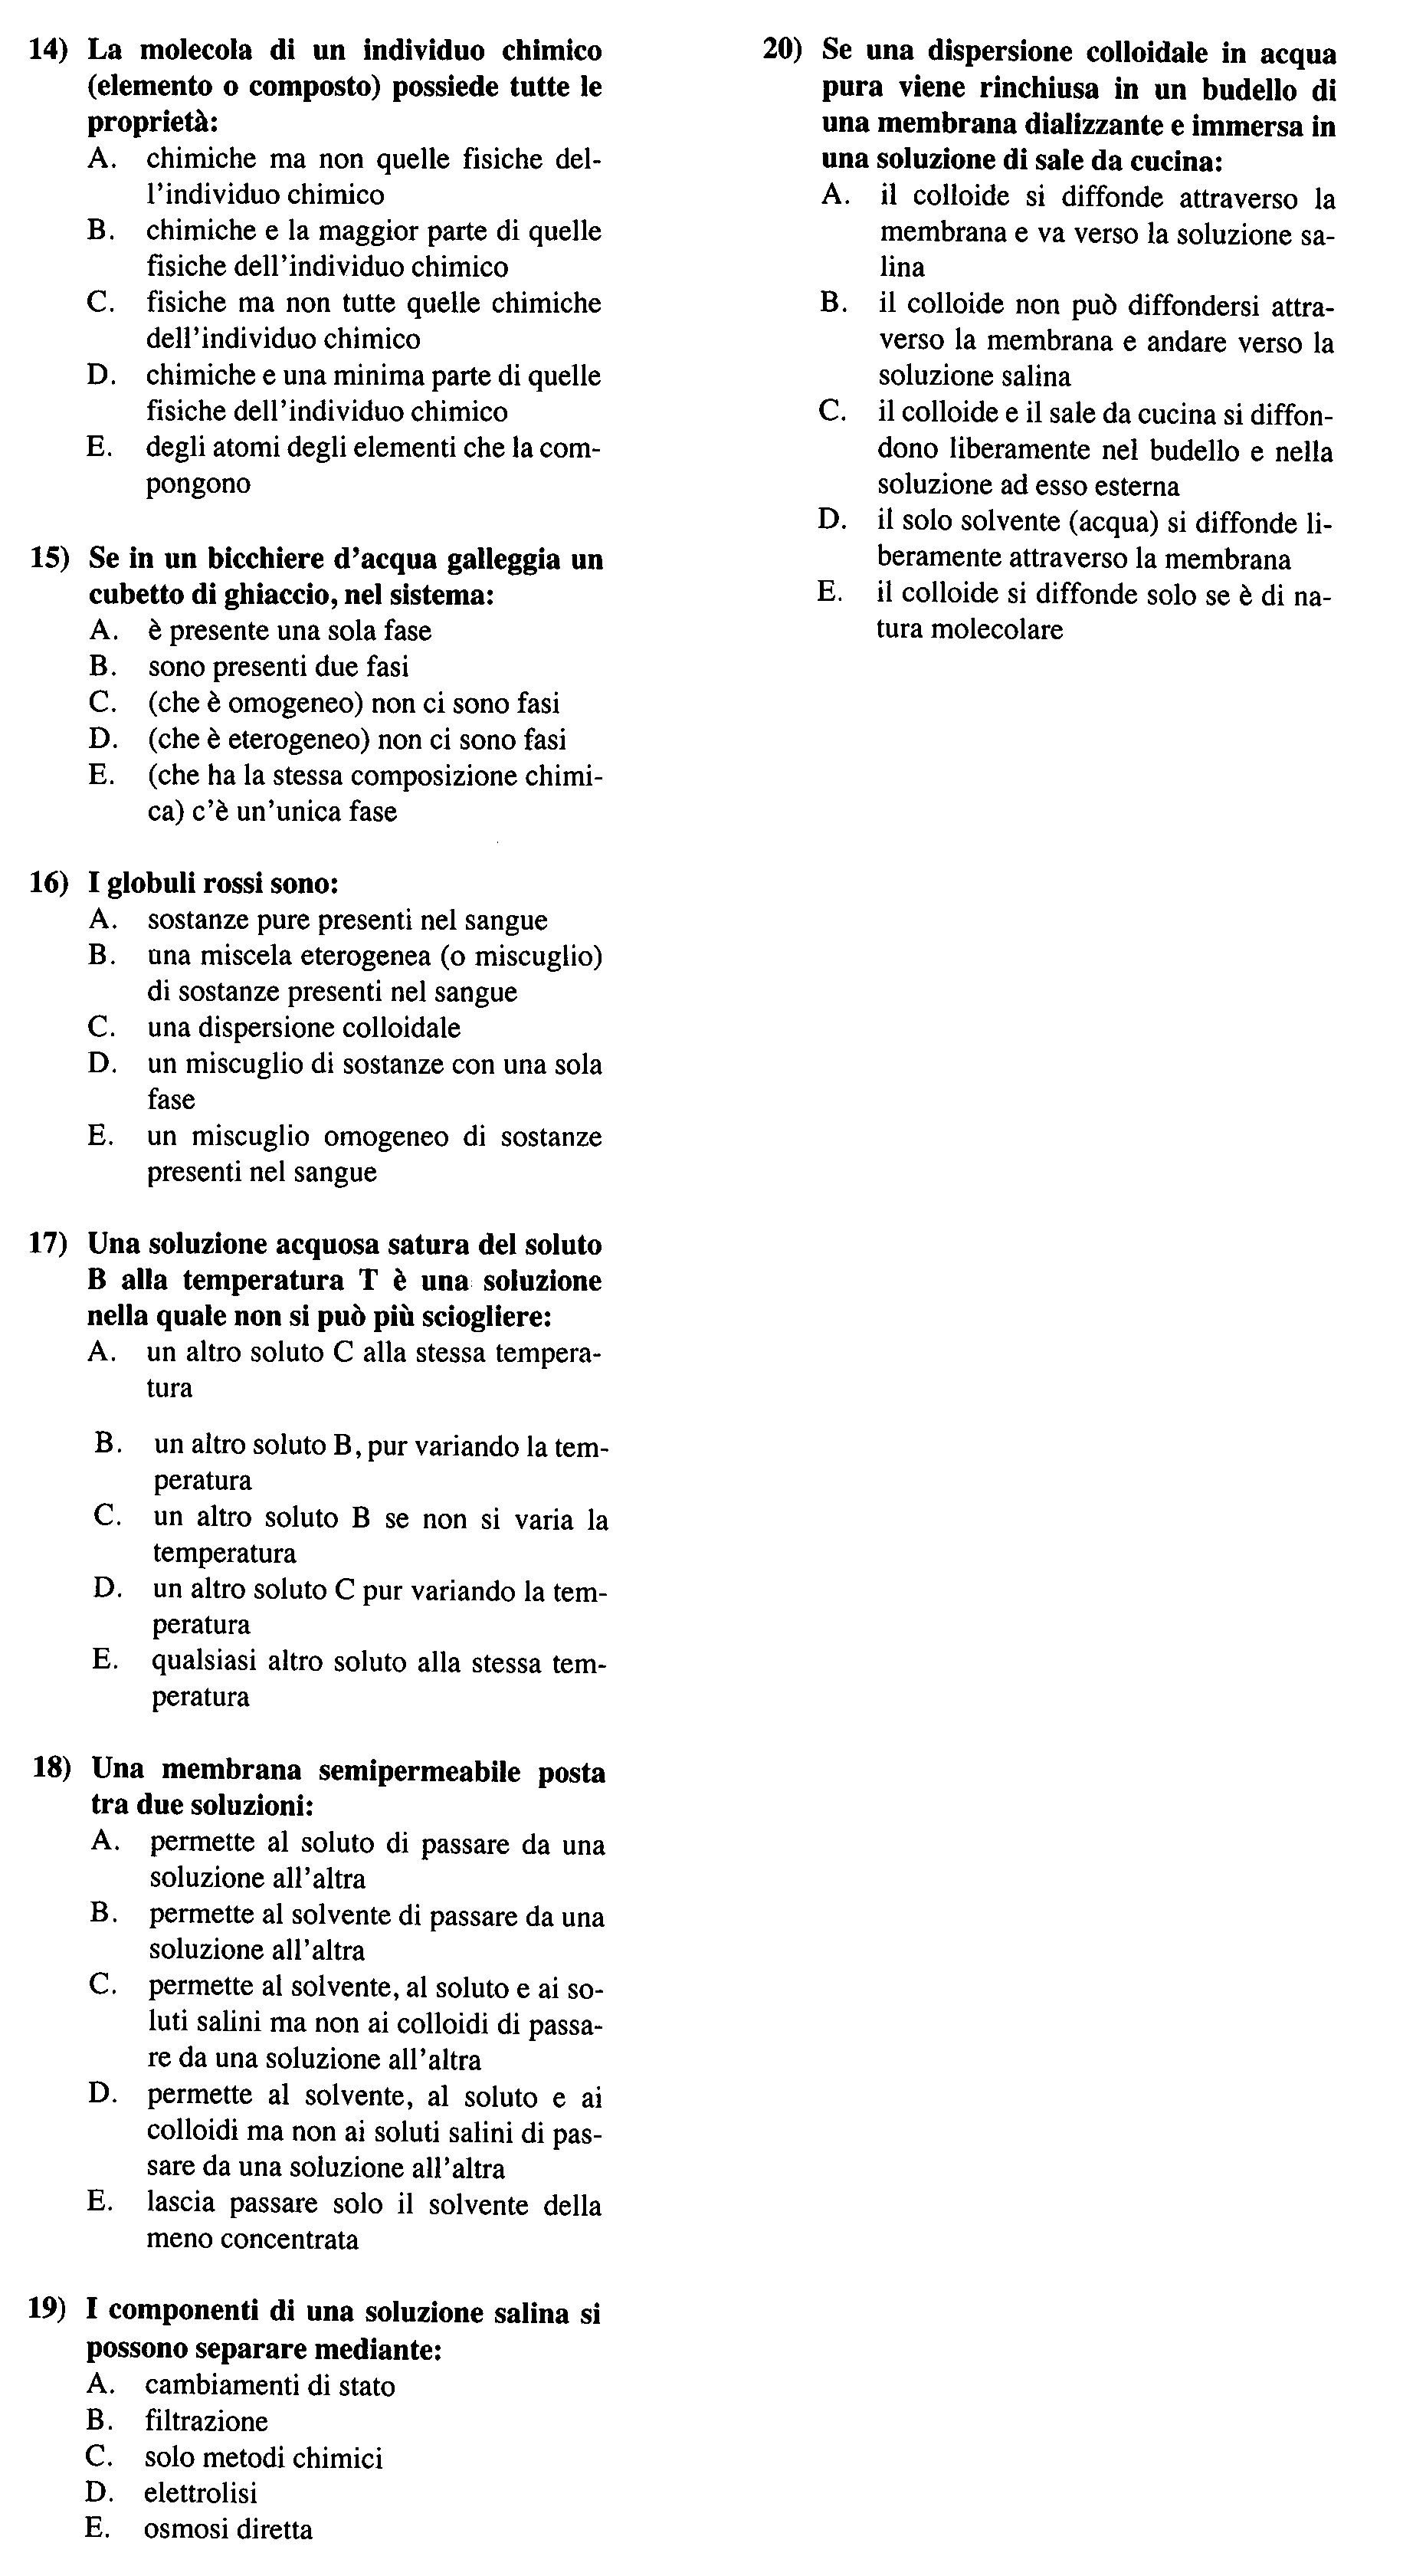 14) La molecola di un individuo chimico
(elemento o composto) possiede tutte le
proprietà:
A. chimiche ma non quelle fisiche del-
l'individuo chimico
B. chimiche e la maggior parte di quelle
fisiche dell'individuo chimico
C. fisiche ma non tutte quelle chimiche
dell'individuo chimico
D. chimiche e una minima parte di quelle
fisiche dell'individuo chimico
E. degli atomi degli elementi che la com-
pongono
15) Se in un bicchiere d'acqua galleggia un
cubetto di ghiaccio, nel sistema:
A. è presente una sola fase
B. sono presenti due fasi
C. (che è omogeneo) non ci sono fasi
D. (che è eterogeneo) non ci sono fasi
E. (che ha la stessa composizione chimi-
ca) c'è un'unica fase
16) I globuli rossi sono:
A. sostanze pure presenti nel sangue
B. una miscela eterogenea (o miscuglio)
di sostanze presenti nel sangue
C. una dispersione colloidale
D. un miscuglio di sostanze con una sola
fase
E. un miscuglio omogeneo di sostanze
presenti nel sangue
17) Una soluzione acquosa satura del soluto
B alla temperatura T è una soluzione
nella quale non si può più sciogliere:
A. un altro soluto C alla stessa tempera-
tura
B. un altro soluto B, pur variando la tem-
peratura
C. un altro soluto B se non si varia la
temperatura
D. un altro soluto C pur variando la tem-
peratura
E. qualsiasi altro soluto alla stessa tem-
peratura
18) Una membrana semipermeabile posta
tra due soluzioni:
A. permette al soluto di passare da una
soluzione all'altra
B. permette al solvente di passare da una
soluzione all'altra
C. permette al solvente, al soluto e ai so-
luti salini ma non ai colloidi di passa-
re da una soluzione all'altra
D. permette al solvente, al soluto e ai
colloidi ma non ai soluti salini di pas-
sare da una soluzione all'altra
E. lascia passare solo il solvente della
meno concentrata
19) I componenti di una soluzione salina si
possono separare mediante:
A. cambiamenti di stato
B. filtrazione
C. solo metodi chimici
D. elettrolisi
E. osmosi diretta
20) Se una dispersione colloidale in acqua
pura viene rinchiusa in un budello di
una membrana dializzante e immersa in
una soluzione di sale da cucina:
A. il colloide si diffonde attraverso la
membrana e va verso la soluzione sa-
lina
B. il colloide non può diffondersi attra-
verso la membrana e andare verso la
soluzione salina
C. il colloide e il sale da cucina si diffon-
dono liberamente nel budello e nella
soluzione ad esso esterna
D. il solo solvente (acqua) si diffonde li-
beramente attraverso la membrana
E. il colloide si diffonde solo se è di na-
tura molecolare